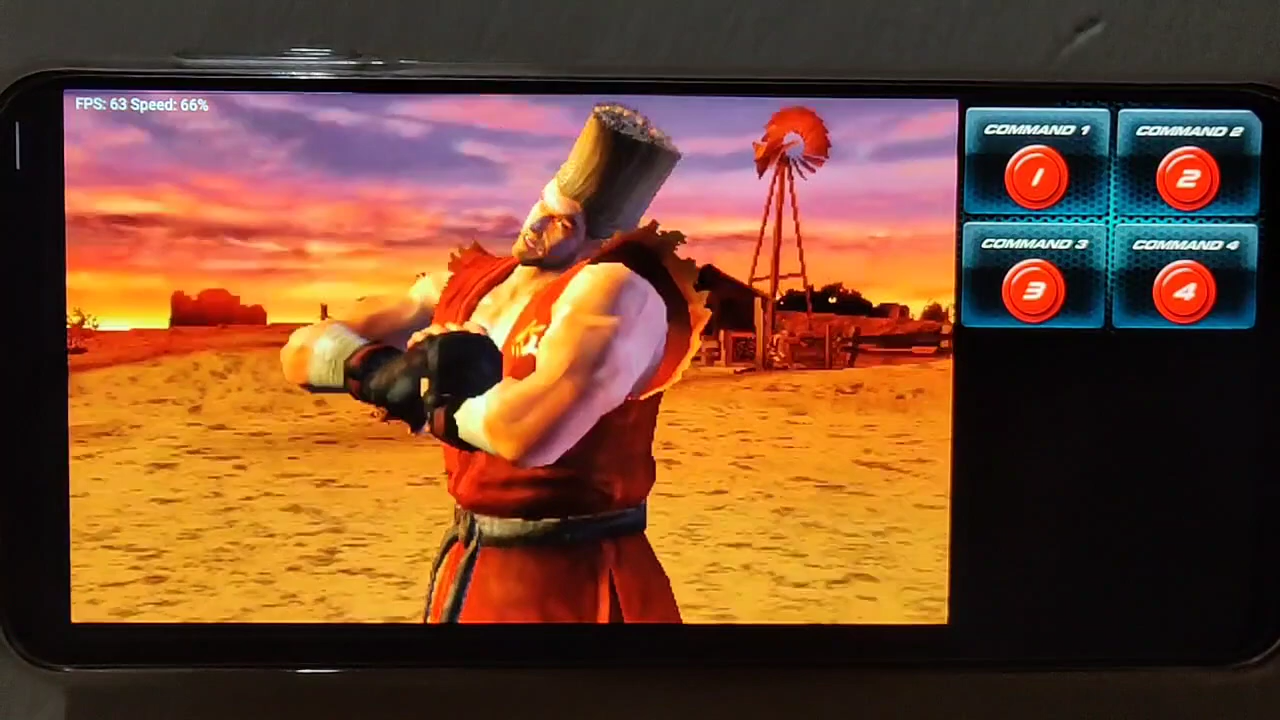 FPS: 63 Speed: 66%
COMMAND 1
COMMAND 2
1
2
COMMAND 3
COMMAND 4
3
4